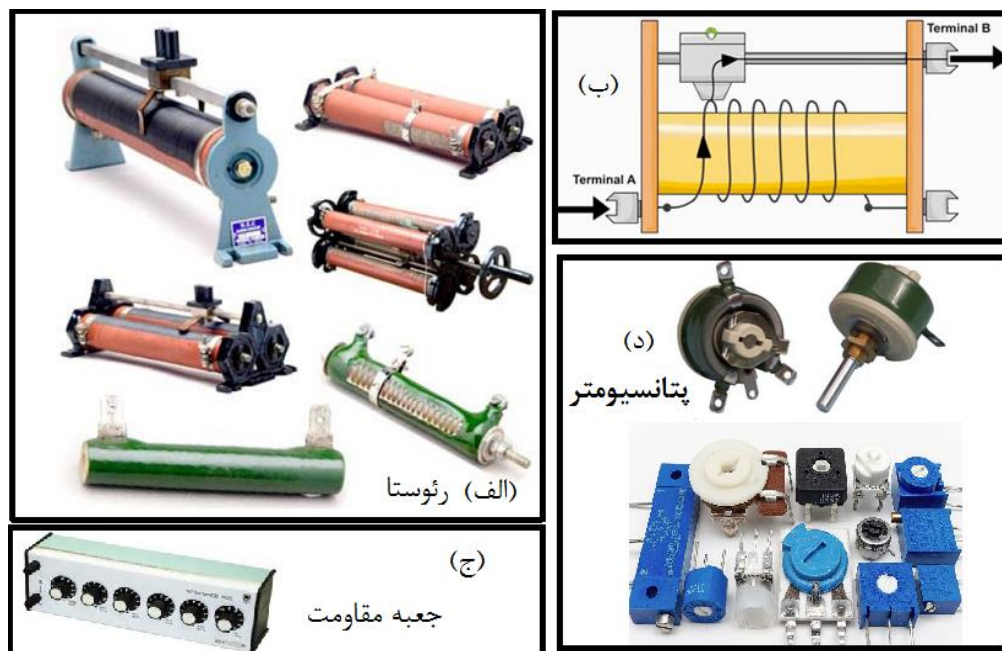 (الف) رئوستا
Terminal B
(ب)
Terminal A
(ج)
جعبه مقاومت
(د)
پتانسیومتر